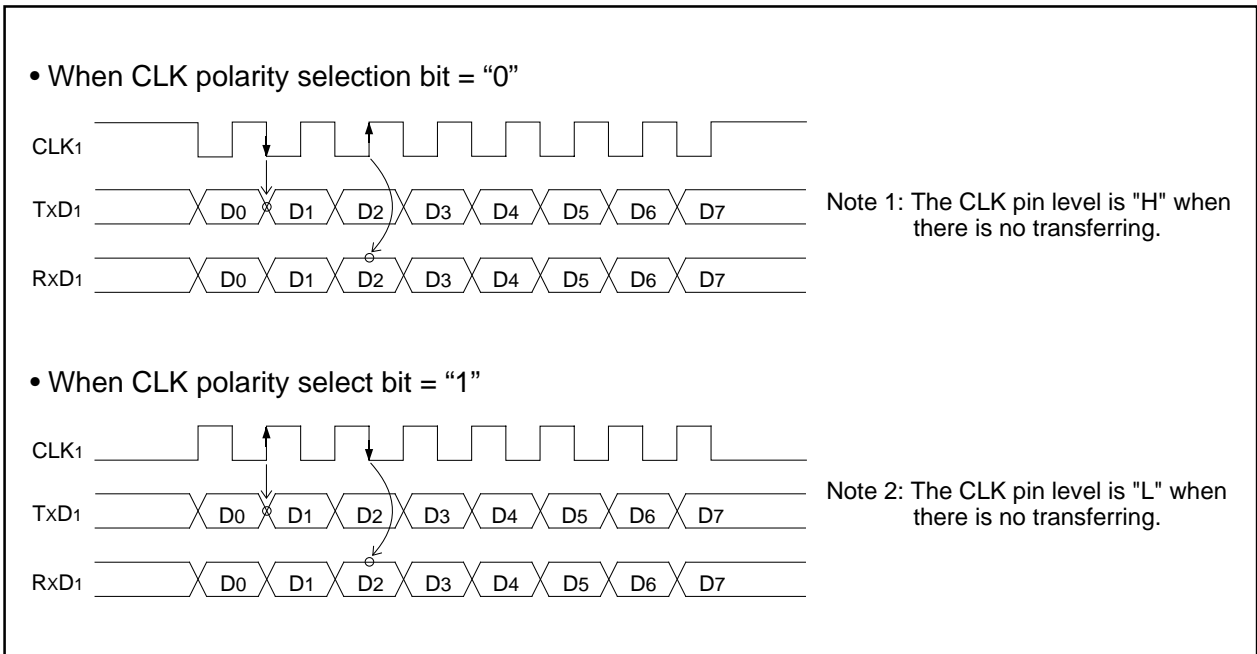 • When CLK polarity selection bit = “0”
CLK1
TxD1 D0 D1 D2 D3 D4 D5 D6 D7
Note 1: The CLK pin level is "H" when
there is no transferring.
RxD1 D0 D1 D2 D3 D4 D5 D6 D7
• When CLK polarity select bit = “1”
CLK1
TxD1 D0 D1 D2 D3 D4 D5 D6 D7
Note 2: The CLK pin level is "L" when
there is no transferring.
RxD1 D0 D1 D2 D3 D4 D5 D6 D7